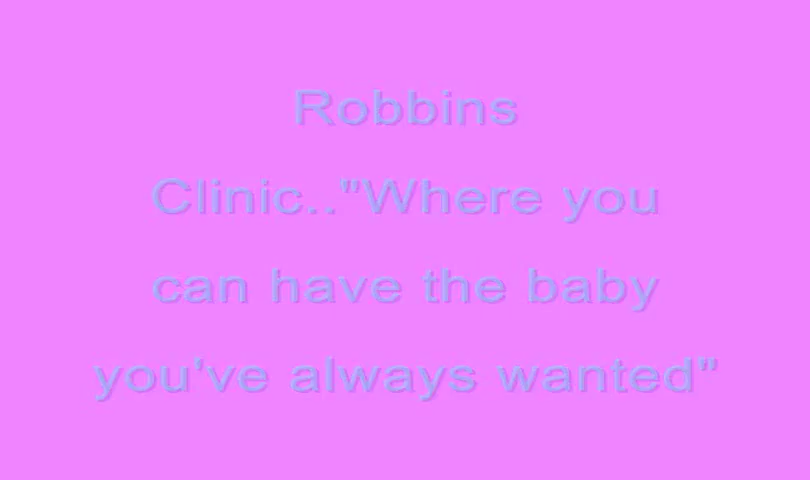 Robbins
Clinic.."Where you
can have the baby
you've always wanted"